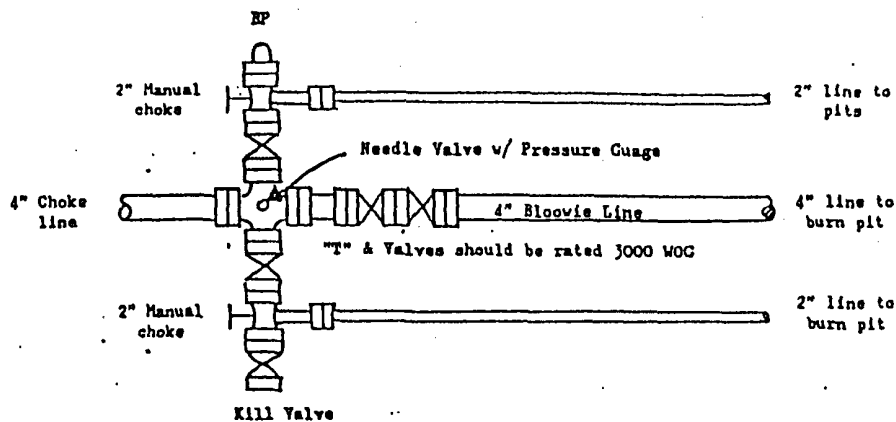 BP
2" Manual
choke
2" line to
pits
Needle Valve w/ Pressure Guage
4" Choke
line
4" Bloowie Line
4" line to
burn pit
"T" & Valves should be rated 3000 WOG
2" Manual
choke
2" line to
burn pit
Kill Valve